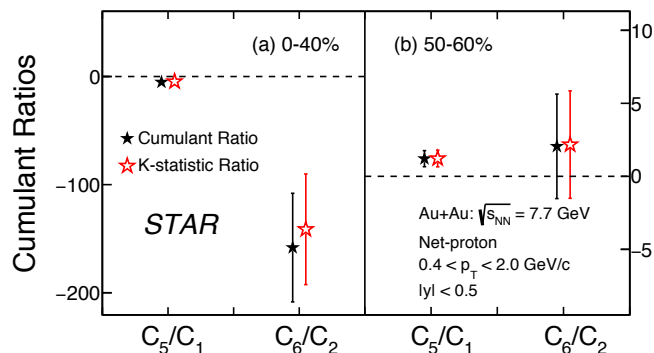 Cumulant Ratios
0
−100
−200
(a) 0-40%
★ Cumulant Ratio
☆ K-statistic Ratio
STAR
C₅/C₁
C₆/C₂
(b) 50-60%
Au+Au: √s_NN = 7.7 GeV
Net-proton
0.4 < p_T < 2.0 GeV/c
|y| < 0.5
C₅/C₁
C₆/C₂
10
5
0
−5